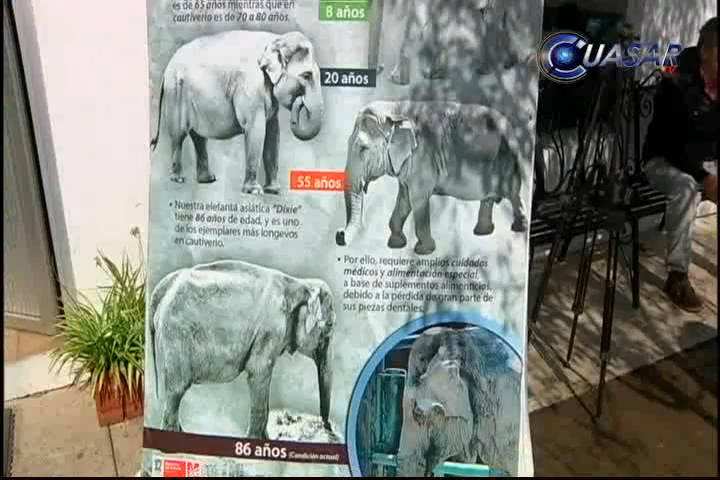 es de 65 años mientras que en
cautiverio es de 70 a 80 años.
8 años
CUASAR
TV
20 años
55 años
• Nuestra elefanta asiática "Dixie"
tiene 86 años de edad, y es uno
de los ejemplares más longevos
en cautiverio.
• Por ello, requiere amplios cuidados
médicos y alimentación especial,
a base de suplementos alimenticios,
debido a la pérdida de gran parte de
sus piezas dentales.
86 años (Condición actual)